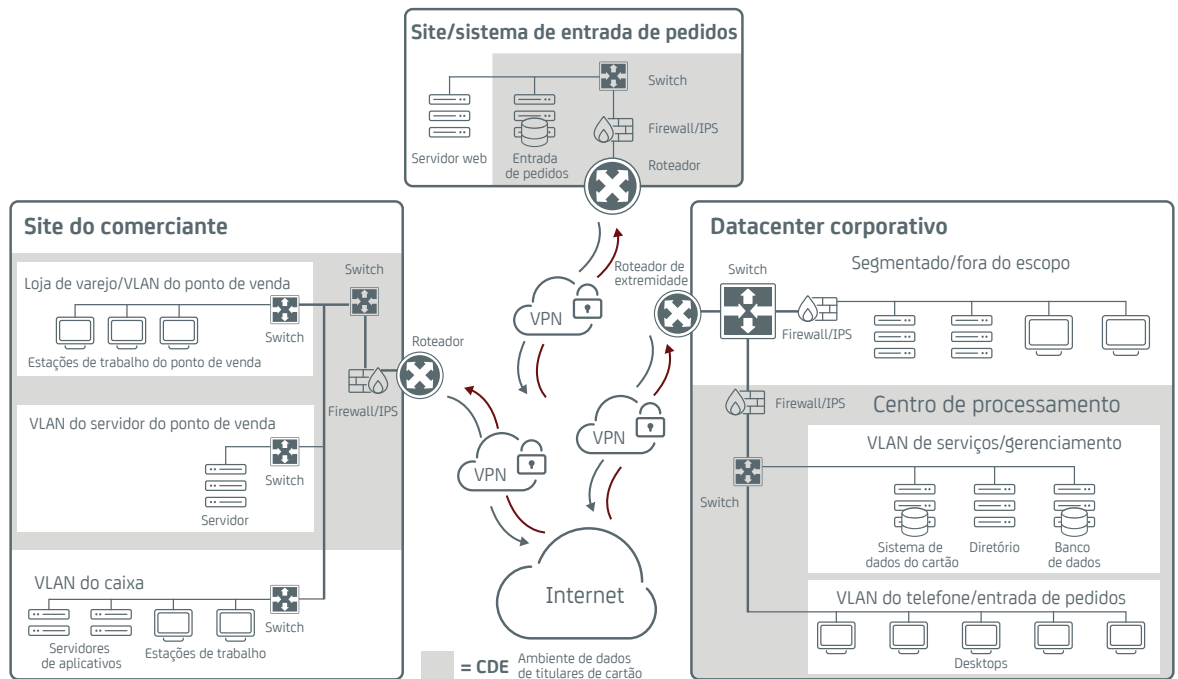 Site/sistema de entrada de pedidos
Switch
Firewall/IPS
Servidor web
Entrada
de pedidos
Roteador
Site do comerciante
Loja de varejo/VLAN do ponto de venda
Switch
Switch
Estações de trabalho do ponto de venda
Roteador
Firewall/IPS
VLAN do servidor do ponto de venda
Switch
Servidor
VLAN do caixa
Switch
Servidores
de aplicativos
Estações de trabalho
VPN
VPN
VPN
Internet
= CDE
Ambiente de dados
de titulares de cartão
Datacenter corporativo
Roteador de
extremidade
Switch
Segmentado/fora do escopo
Firewall/IPS
Firewall/IPS
Centro de processamento
VLAN de serviços/gerenciamento
Switch
Sistema de
dados do cartão
Diretório
Banco
de dados
VLAN do telefone/entrada de pedidos
Desktops